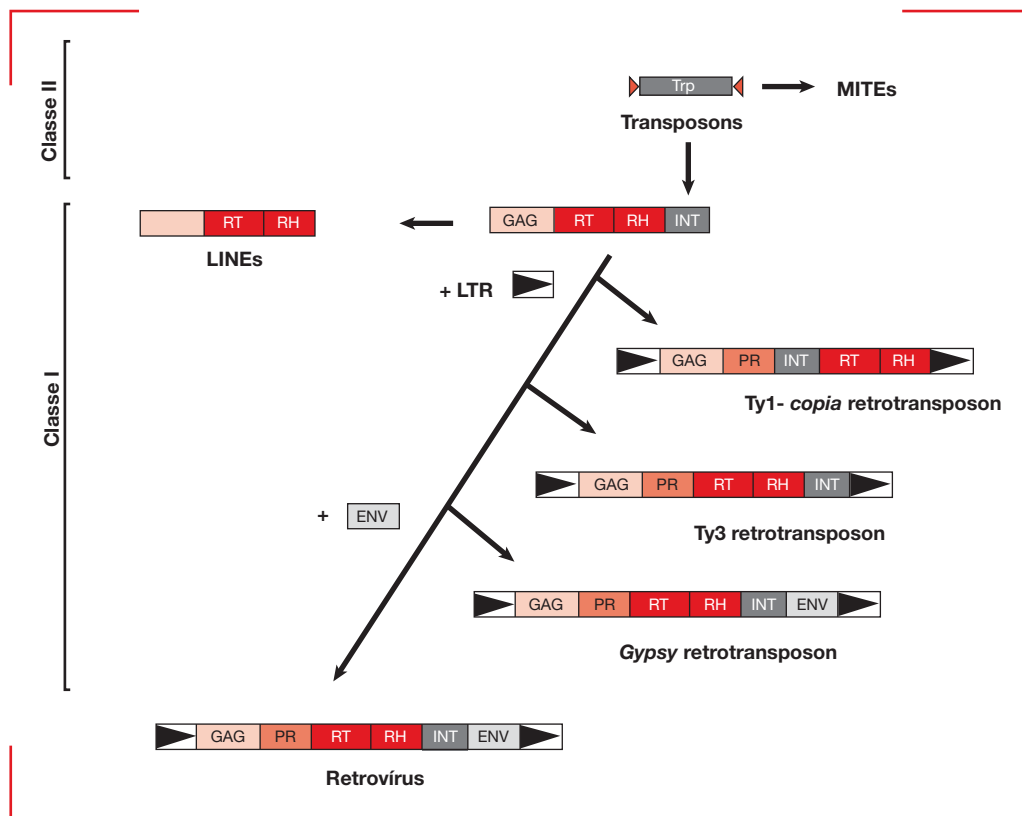 Classe II
Trp
MITEs
Transposons
Classe I
RT RH
LINEs
GAG RT RH INT
+ LTR
GAG PR INT RT RH
Ty1- copia retrotransposon
GAG PR RT RH INT
Ty3 retrotransposon
+ ENV
GAG PR RT RH INT ENV
Gypsy retrotransposon
GAG PR RT RH INT ENV
Retrovírus